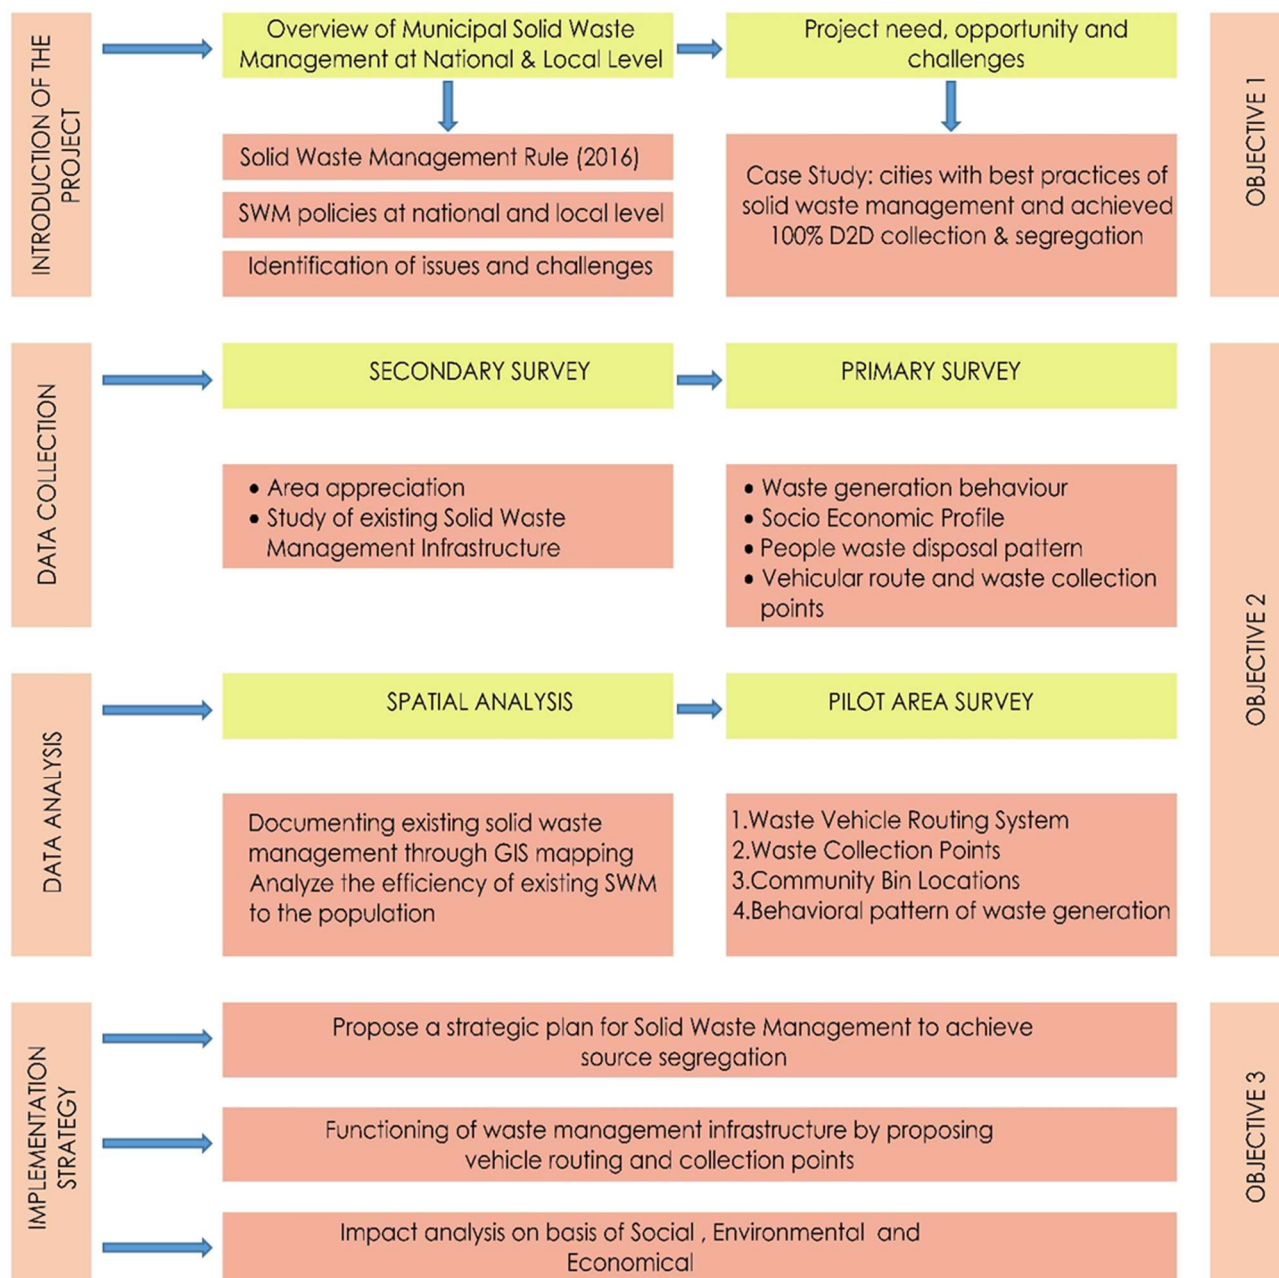 INTRODUCTION OF THE
PROJECT
Overview of Municipal Solid Waste
Management at National & Local Level
Project need, opportunity and
challenges
Solid Waste Management Rule (2016)
SWM policies at national and local level
Identification of issues and challenges
Case Study: cities with best practices of
solid waste management and achieved
100% D2D collection & segregation
OBJECTIVE 1
DATA COLLECTION
SECONDARY SURVEY
PRIMARY SURVEY
• Area appreciation
• Study of existing Solid Waste
Management Infrastructure
• Waste generation behaviour
• Socio Economic Profile
• People waste disposal pattern
• Vehicular route and waste collection
points
OBJECTIVE 2
DATA ANALYSIS
SPATIAL ANALYSIS
PILOT AREA SURVEY
Documenting existing solid waste
management through GIS mapping
Analyze the efficiency of existing SWM
to the population
1.Waste Vehicle Routing System
2.Waste Collection Points
3.Community Bin Locations
4.Behavioral pattern of waste generation
IMPLEMENTATION
STRATEGY
Propose a strategic plan for Solid Waste Management to achieve
source segregation
Functioning of waste management infrastructure by proposing
vehicle routing and collection points
Impact analysis on basis of Social , Environmental and
Economical
OBJECTIVE 3